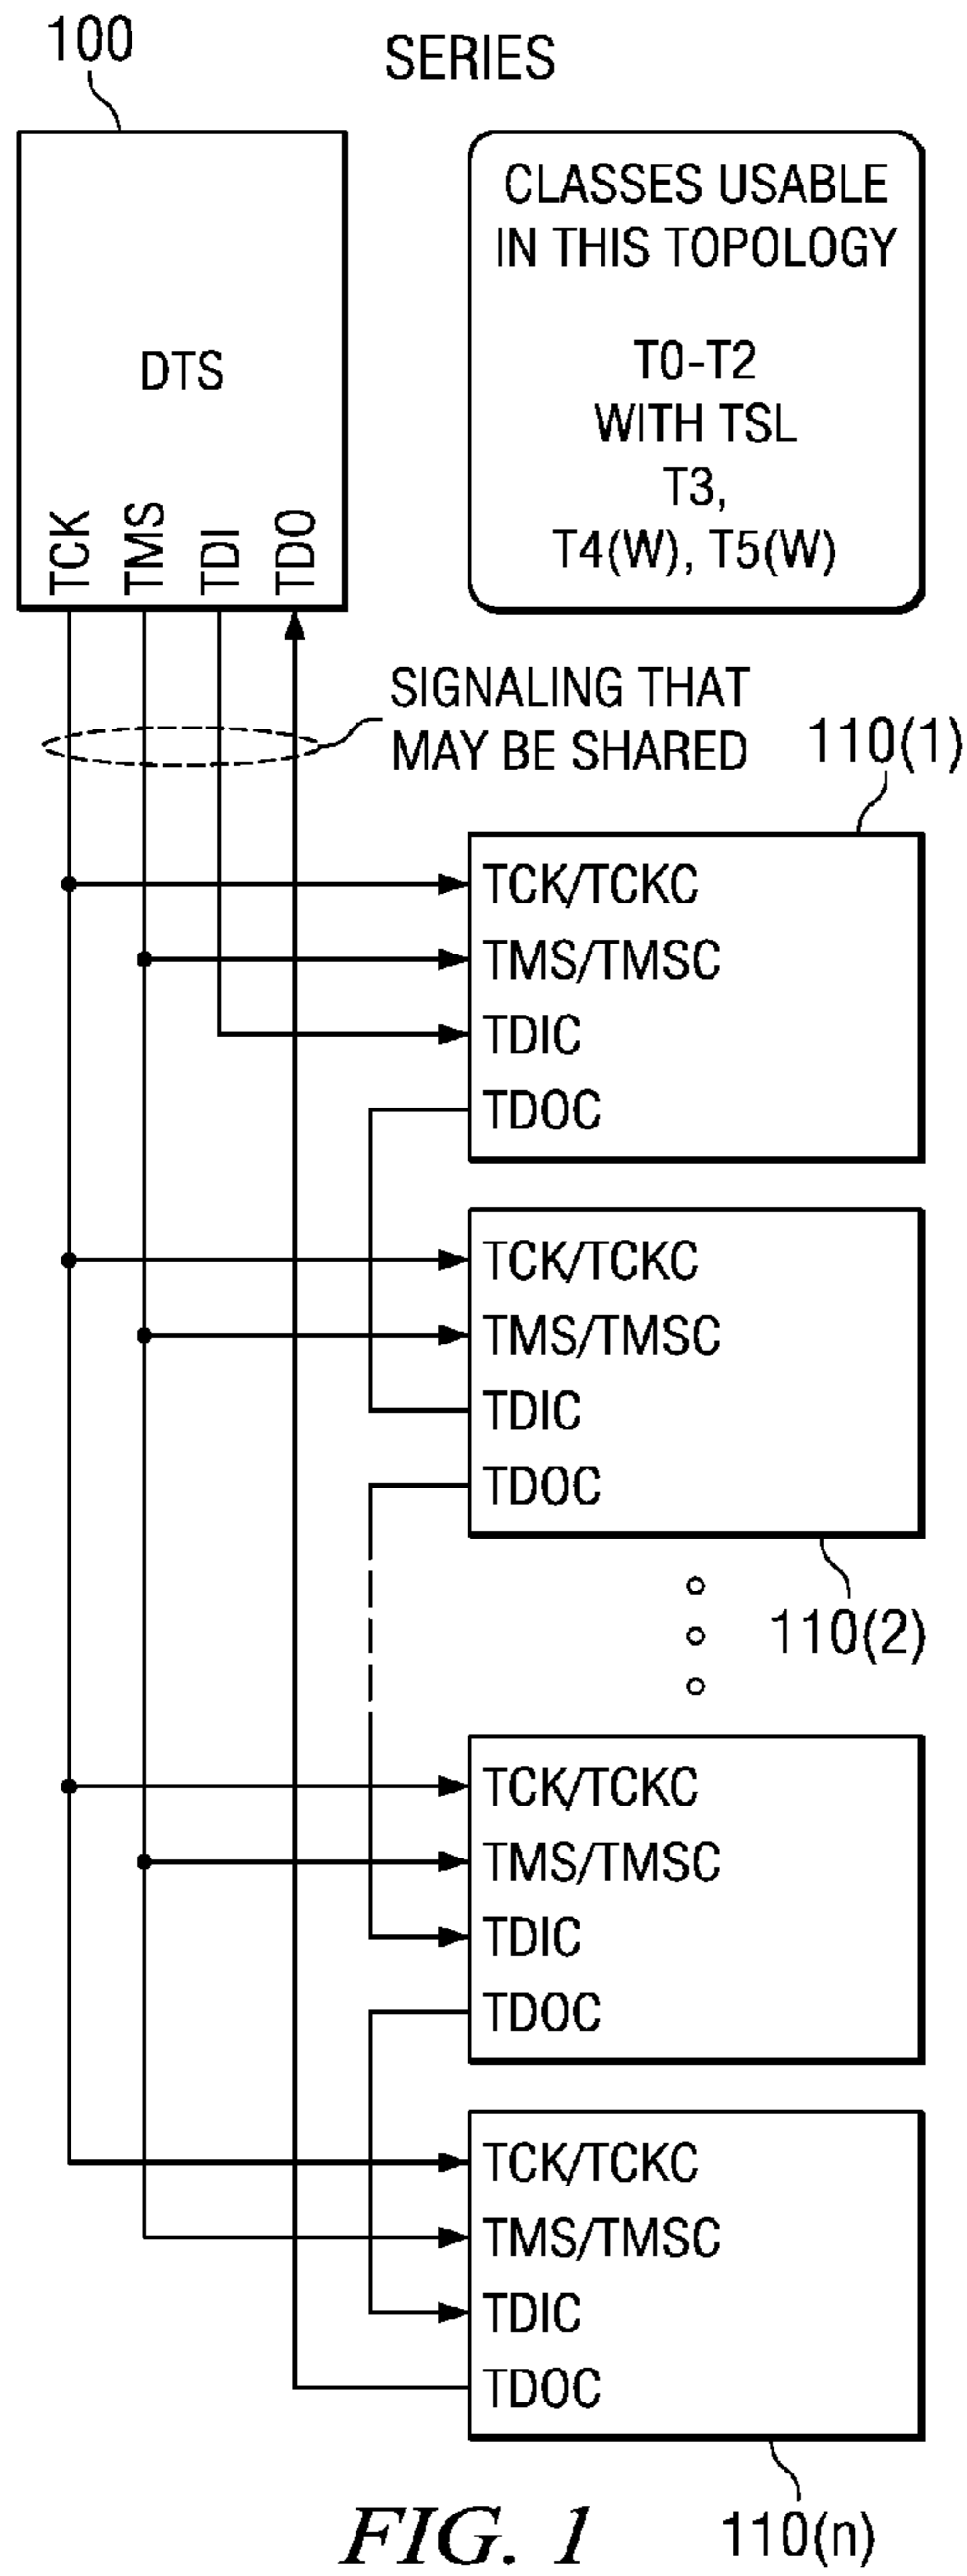 100
SERIES
CLASSES USABLE
IN THIS TOPOLOGY
T0-T2
WITH TSL
T3,
T4(W), T5(W)
DTS
TCK
TMS
TDI
TDO
SIGNALING THAT
MAY BE SHARED
110(1)
TCK/TCKC
TMS/TMSC
TDIC
TDOC
TCK/TCKC
TMS/TMSC
TDIC
TDOC
110(2)
TCK/TCKC
TMS/TMSC
TDIC
TDOC
TCK/TCKC
TMS/TMSC
TDIC
TDOC
110(n)
FIG. 1